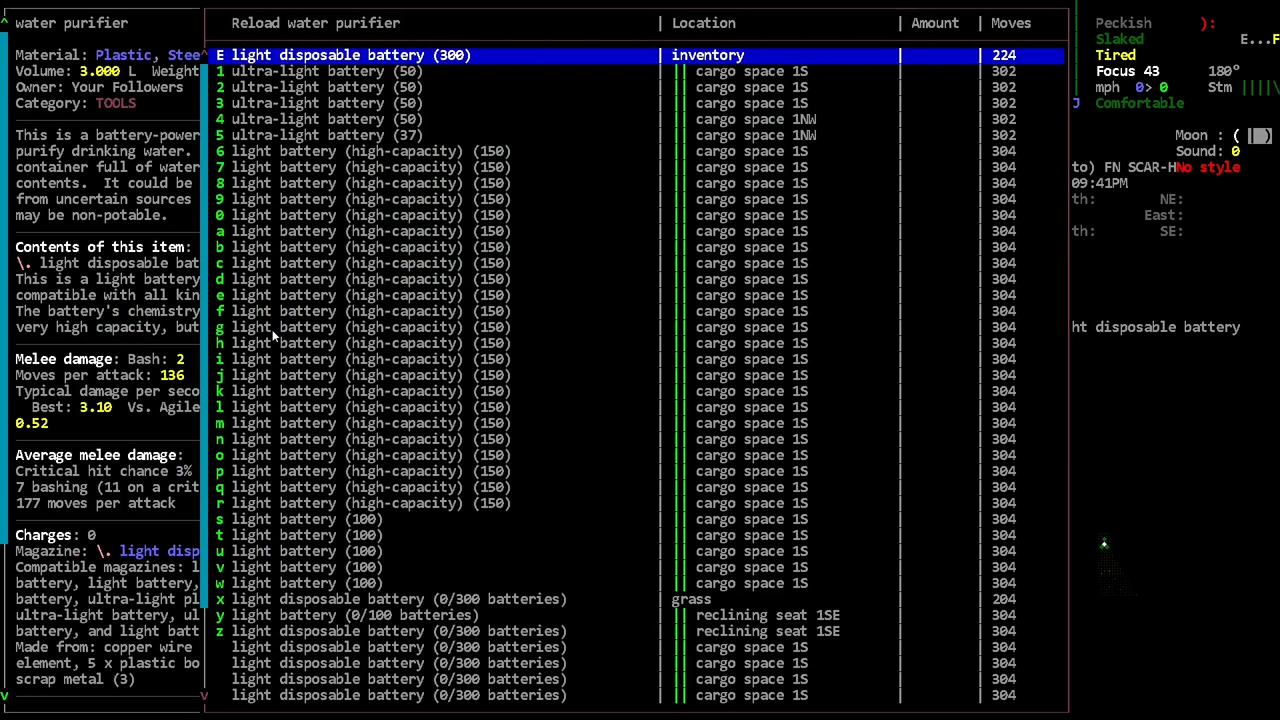 water purifier
Material: Plastic, Stee
Volume: 3.000 L  Weight
Owner: Your Followers
Category: TOOLS
This is a battery-power
purify drinking water.
container full of water
contents.  It could be
from uncertain sources
may be non-potable.
Contents of this item:
\. light disposable bat
This is a light battery
compatible with all kin
The battery's chemistry
very high capacity, but
Melee damage: Bash: 2
Moves per attack: 136
Typical damage per seco
Best: 3.10  Vs. Agile
0.52
Average melee damage:
Critical hit chance 3%
7 bashing (11 on a crit
177 moves per attack
Charges: 0
Magazine: \. light disp
Compatible magazines: l
battery, light battery,
battery, ultra-light pl
ultra-light battery, ul
battery, and light batt
Made from: copper wire
element, 5 x plastic bo
scrap metal (3)
Reload water purifier | Location | Amount | Moves
E light disposable battery (300) | inventory | | 224
1 ultra-light battery (50) | || cargo space 1S | | 302
2 ultra-light battery (50) | || cargo space 1S | | 302
3 ultra-light battery (50) | || cargo space 1S | | 302
4 ultra-light battery (50) | || cargo space 1NW | | 302
5 ultra-light battery (37) | || cargo space 1NW | | 302
6 light battery (high-capacity) (150) | || cargo space 1S | | 304
7 light battery (high-capacity) (150) | || cargo space 1S | | 304
8 light battery (high-capacity) (150) | || cargo space 1S | | 304
9 light battery (high-capacity) (150) | || cargo space 1S | | 304
0 light battery (high-capacity) (150) | || cargo space 1S | | 304
a light battery (high-capacity) (150) | || cargo space 1S | | 304
b light battery (high-capacity) (150) | || cargo space 1S | | 304
c light battery (high-capacity) (150) | || cargo space 1S | | 304
d light battery (high-capacity) (150) | || cargo space 1S | | 304
e light battery (high-capacity) (150) | || cargo space 1S | | 304
f light battery (high-capacity) (150) | || cargo space 1S | | 304
g light battery (high-capacity) (150) | || cargo space 1S | | 304
h light battery (high-capacity) (150) | || cargo space 1S | | 304
i light battery (high-capacity) (150) | || cargo space 1S | | 304
j light battery (high-capacity) (150) | || cargo space 1S | | 304
k light battery (high-capacity) (150) | || cargo space 1S | | 304
l light battery (high-capacity) (150) | || cargo space 1S | | 304
m light battery (high-capacity) (150) | || cargo space 1S | | 304
n light battery (high-capacity) (150) | || cargo space 1S | | 304
o light battery (high-capacity) (150) | || cargo space 1S | | 304
p light battery (high-capacity) (150) | || cargo space 1S | | 304
q light battery (high-capacity) (150) | || cargo space 1S | | 304
r light battery (high-capacity) (150) | || cargo space 1S | | 304
s light battery (100) | || cargo space 1S | | 304
t light battery (100) | || cargo space 1S | | 304
u light battery (100) | || cargo space 1S | | 304
v light battery (100) | || cargo space 1S | | 304
w light battery (100) | || cargo space 1S | | 304
x light disposable battery (0/300 batteries) | grass | | 204
y light battery (0/100 batteries) | || reclining seat 1SE | | 304
z light disposable battery (0/300 batteries) | || reclining seat 1SE | | 304
light disposable battery (0/300 batteries) | || cargo space 1S | | 304
light disposable battery (0/300 batteries) | || cargo space 1S | | 304
light disposable battery (0/300 batteries) | || cargo space 1S | | 304
light disposable battery (0/300 batteries) | || cargo space 1S | | 304
Peckish ):
Slaked E...F
Tired
Focus 43 180°
mph 0> 0 Stm ||||\
J Comfortable
Moon : ( | )
Sound: 0
to) FN SCAR-HNo style
09:41PM
th: NE:
East:
th: SE:
ht disposable battery